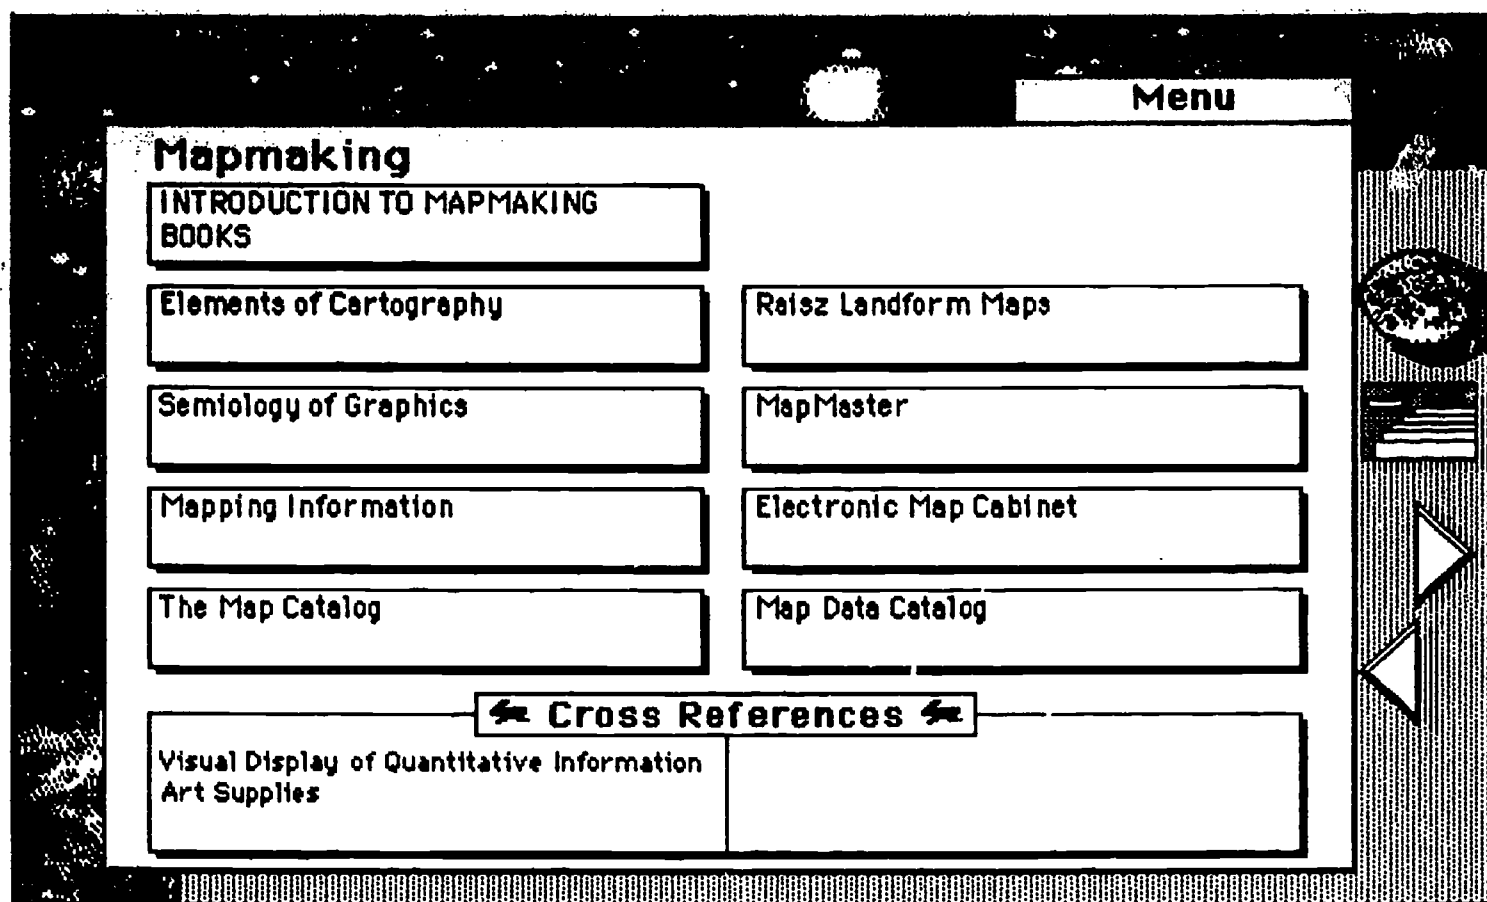 Menu
Mapmaking
INTRODUCTION TO MAPMAKING
BOOKS
Elements of Cartography
Raisz Landform Maps
Semiology of Graphics
MapMaster
Mapping Information
Electronic Map Cabinet
The Map Catalog
Map Data Catalog
Cross References
Visual Display of Quantitative Information
Art Supplies